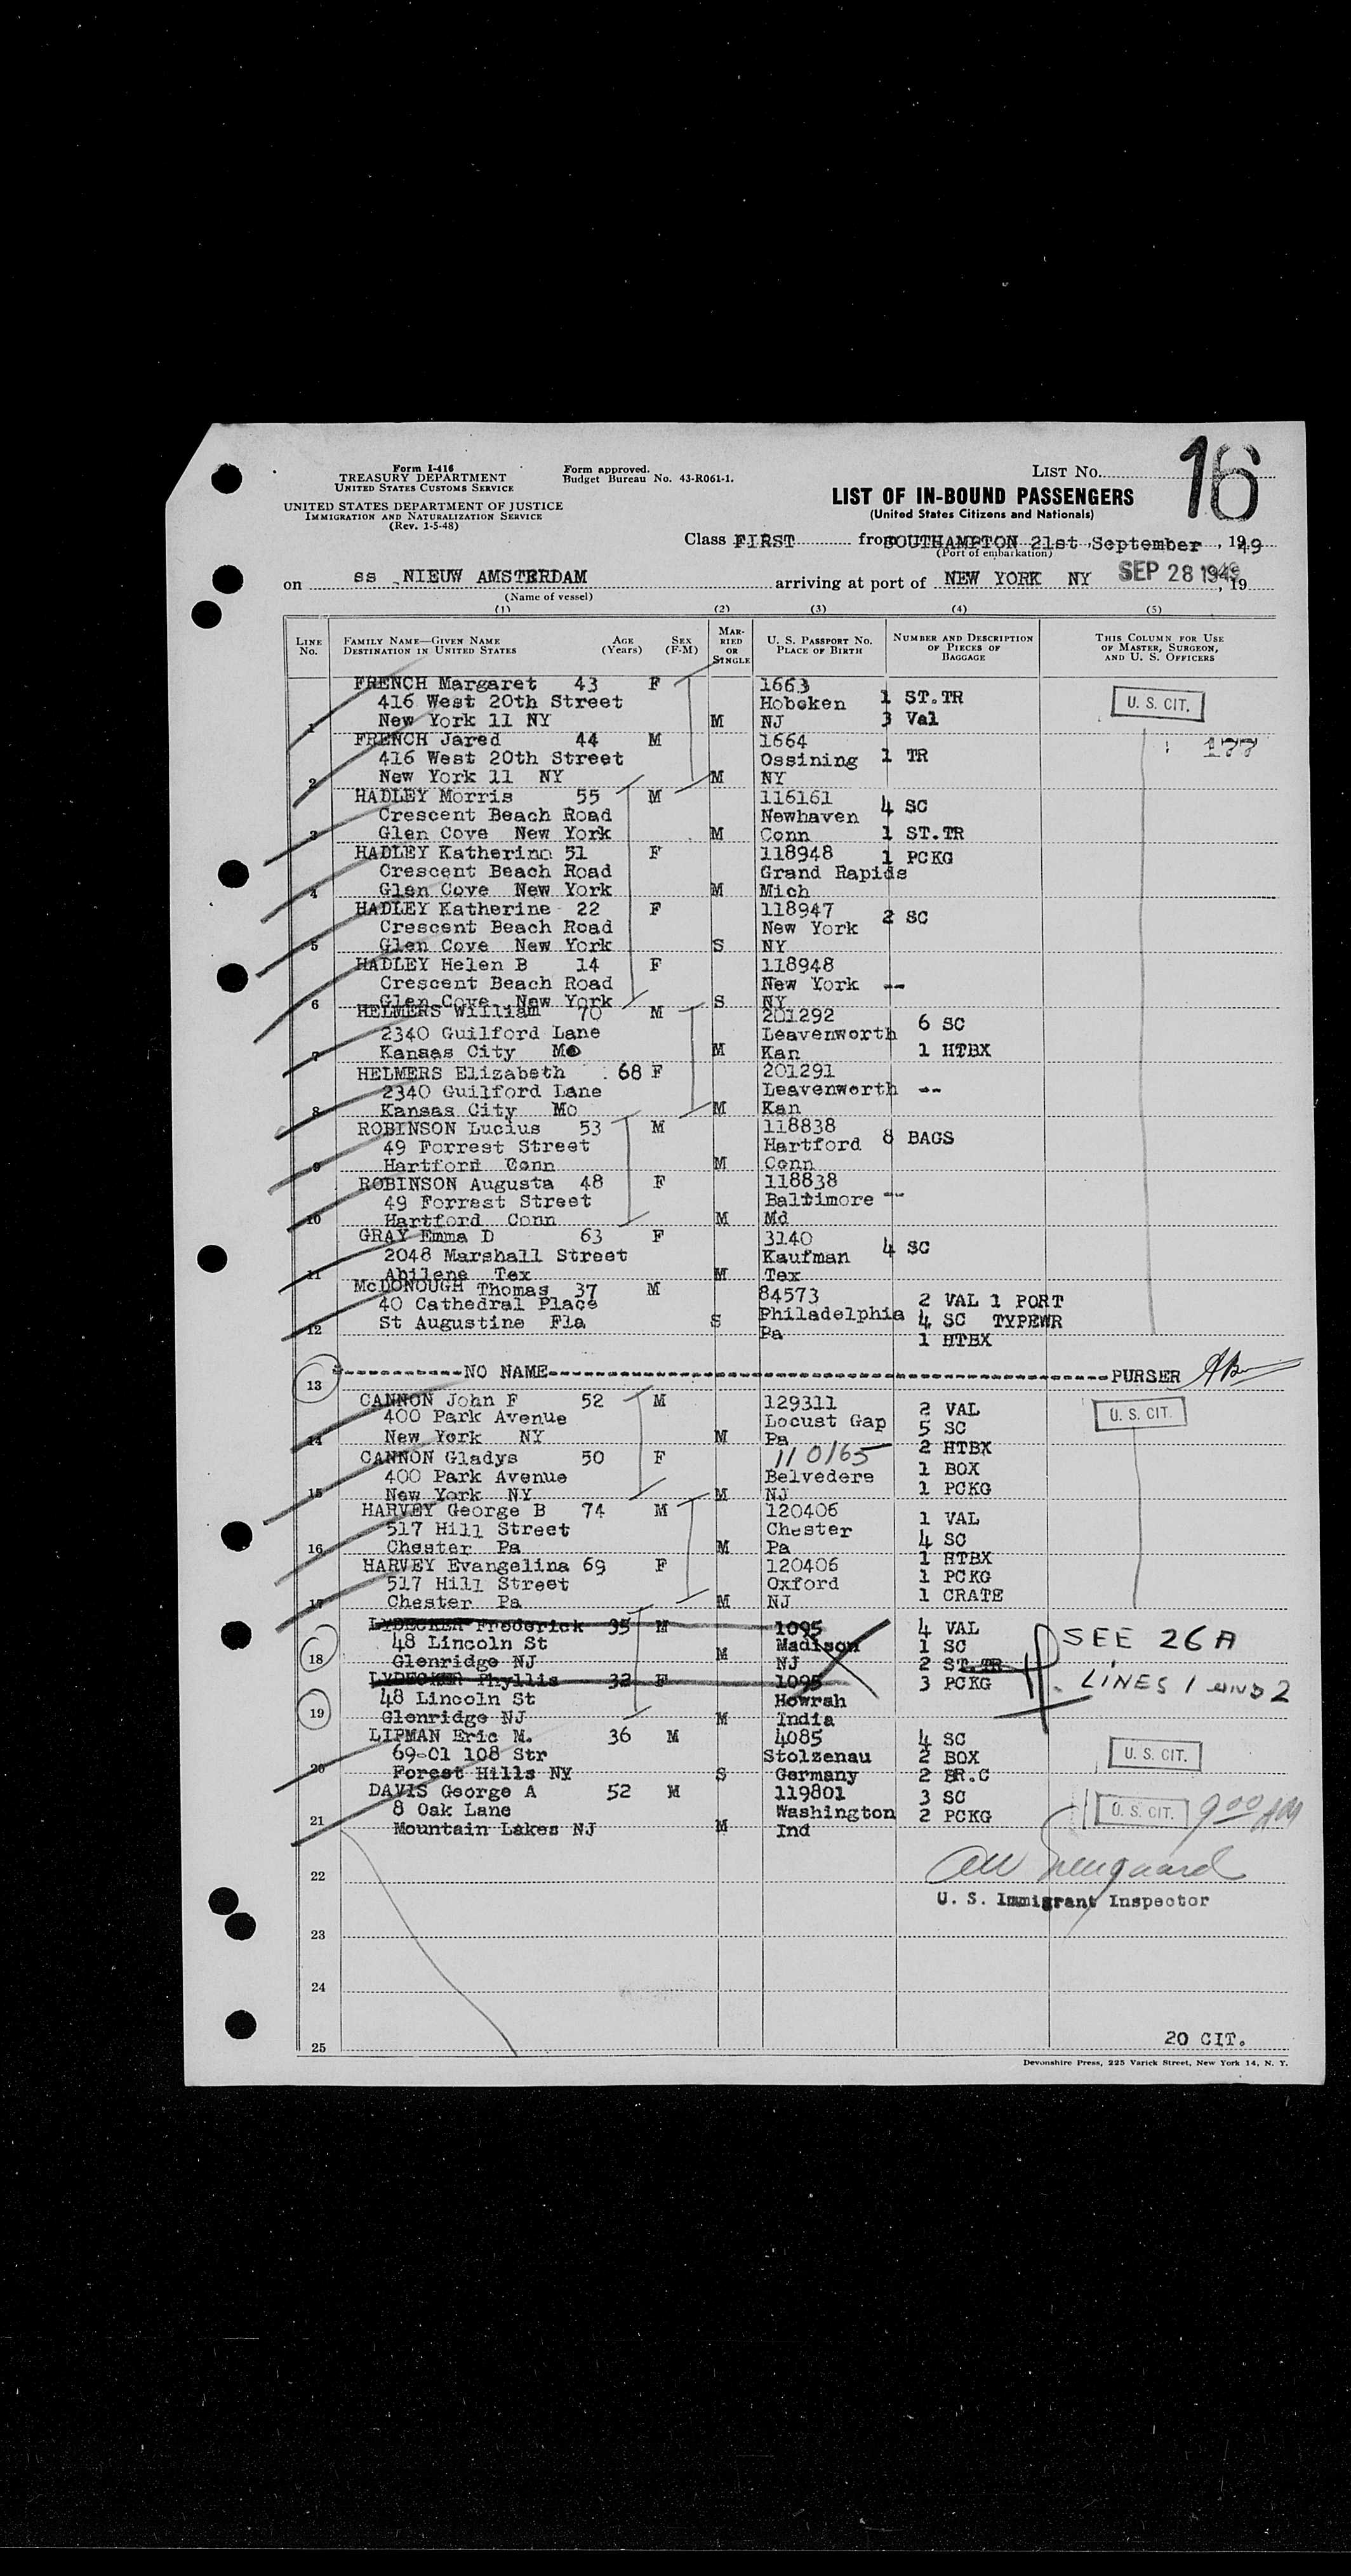 Form I-416
TREASURY DEPARTMENT
UNITED STATES CUSTOMS SERVICE
UNITED STATES DEPARTMENT OF JUSTICE
IMMIGRATION AND NATURALIZATION SERVICE
(Rev. 1-5-48)
Form approved.
Budget Bureau No. 43-R061-1.
LIST NO. 16
LIST OF IN-BOUND PASSENGERS
(United States Citizens and Nationals)
Class FIRST from SOUTHAMPTON 21st September, 1949
(Port of embarkation)
on ss NIEUW AMSTERDAM arriving at port of NEW YORK NY SEP 28 1949, 19
(Name of vessel)
(1) (2) (3) (4) (5)
LINE No. FAMILY NAME—GIVEN NAME DESTINATION IN UNITED STATES AGE (Years) SEX (F-M) MARRIED OR SINGLE U. S. PASSPORT NO. PLACE OF BIRTH NUMBER AND DESCRIPTION OF PIECES OF BAGGAGE THIS COLUMN FOR USE OF MASTER, SURGEON, AND U. S. OFFICERS
FRENCH Margaret 43 F 1663
416 West 20th Street Hoboken 1 ST.TR U. S. CIT.
1 New York 11 NY M NJ 3 Val
FRENCH Jared 44 M 1664 177
416 West 20th Street Ossining 1 TR
2 New York 11 NY M NY
HADLEY Morris 55 M 116161 4 SC
Crescent Beach Road Newhaven
3 Glen Cove New York M Conn 1 ST.TR
HADLEY Katherine 51 F 118948 1 PCKG
Crescent Beach Road Grand Rapids
4 Glen Cove New York M Mich
HADLEY Katherine 22 F 118947 2 SC
Crescent Beach Road New York
5 Glen Cove New York S NY
HADLEY Helen B 14 F 118948
Crescent Beach Road New York --
6 Glen Cove New York S NY
HELMERS William 70 M 201292 6 SC
2340 Guilford Lane Leavenworth
7 Kansas City Mo M Kan 1 HTBX
HELMERS Elizabeth 68 F 201291
2340 Guilford Lane Leavenworth --
8 Kansas City Mo M Kan
ROBINSON Lucius 53 M 118838
49 Forrest Street Hartford 8 BAGS
9 Hartford Conn M Conn
ROBINSON Augusta 48 F 118838
49 Forrest Street Baltimore --
10 Hartford Conn M Md
GRAY Emma D 63 F 3140
2048 Marshall Street Kaufman 4 SC
11 Abilene Tex M Tex
McDONOUGH Thomas 37 M 84573 2 VAL 1 PORT
40 Cathedral Place Philadelphia 4 SC TYPEWR
12 St Augustine Fla S Pa 1 HTBX
13 NO NAME PURSER
CANNON John F 52 M 129311 2 VAL U. S. CIT.
400 Park Avenue Locust Gap 5 SC
14 New York NY M Pa 2 HTBX
CANNON Gladys 50 F 110165 1 BOX
400 Park Avenue Belvedere 1 PCKG
15 New York NY M NJ
HARVEY George B 74 M 120406 1 VAL
517 Hill Street Chester 4 SC
16 Chester Pa M Pa 1 HTBX
HARVEY Evangelina 69 F 120406 1 PCKG
517 Hill Street Oxford 1 CRATE
17 Chester Pa M NJ
LYDECKER Frederick 35 M 1095 4 VAL
48 Lincoln St Madison 1 SC SEE 26A
18 Glenridge NJ M NJ 2 ST TR
LYDECKER Phyllis 32 F 1095 3 PCKG LINES 1 AND 2
48 Lincoln St Howrah
19 Glenridge NJ M India
LIPMAN Eric M. 36 M 4085 4 SC
69-01 108 Str Stolzenau 2 BOX U. S. CIT.
20 Forest Hills NY S Germany 2 BR.C
DAVIS George A 52 M 119801 3 SC
8 Oak Lane Washington 2 PCKG U. S. CIT. 9 00 AM
21 Mountain Lakes NJ M Ind
22
U. S. Immigrant Inspector
23
24
20 CIT.
25
Devonshire Press, 225 Varick Street, New York 14, N. Y.